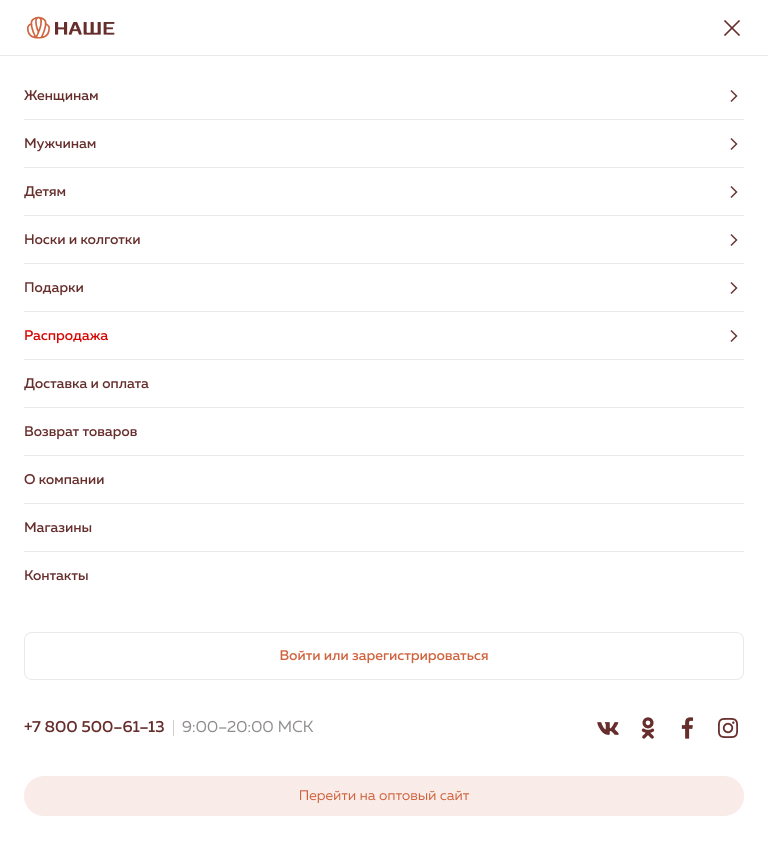 НАШЕ
Женщинам
Мужчинам
Детям
Носки и колготки
Подарки
Распродажа
Доставка и оплата
Возврат товаров
О компании
Магазины
Контакты
Войти или зарегистрироваться
+7 800 500–61–13 | 9:00–20:00 МСК
Перейти на оптовый сайт